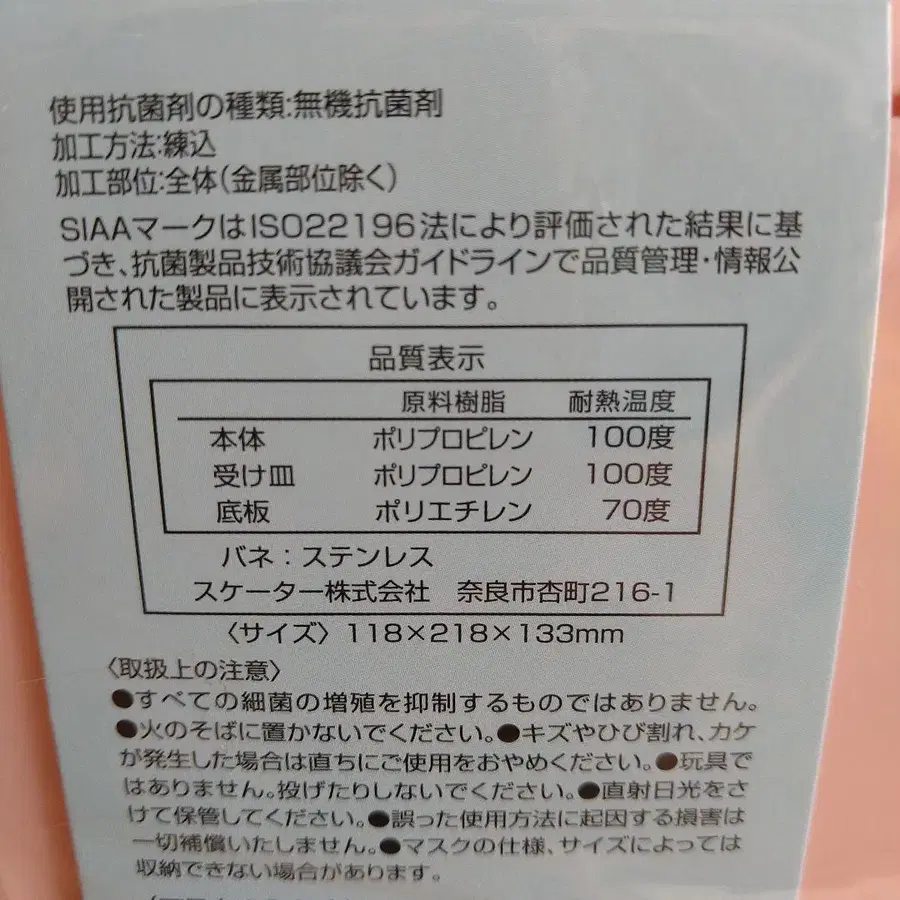 使用抗菌剤の種類:無機抗菌剤
加工方法:練込
加工部位:全体(金属部位除く)
SIAAマークはISO22196法により評価された結果に基
づき、抗菌製品技術協議会ガイドラインで品質管理・情報公
開された製品に表示されています。
品質表示
原料樹脂 耐熱温度
本体 ポリプロピレン 100度
受け皿 ポリプロピレン 100度
底板 ポリエチレン 70度
バネ：ステンレス
スケーター株式会社 奈良市杏町216-1
〈サイズ〉118×218×133mm
〈取扱上の注意〉
●すべての細菌の増殖を抑制するものではありません。
●火のそばに置かないでください。●キズやひび割れ、カケ
が発生した場合は直ちにご使用をおやめください。●玩具で
はありません。投げたりしないでください。●直射日光をさ
けて保管してください。●誤った使用方法に起因する損害は
一切補償いたしません。●マスクの仕様、サイズによっては
収納できない場合があります。